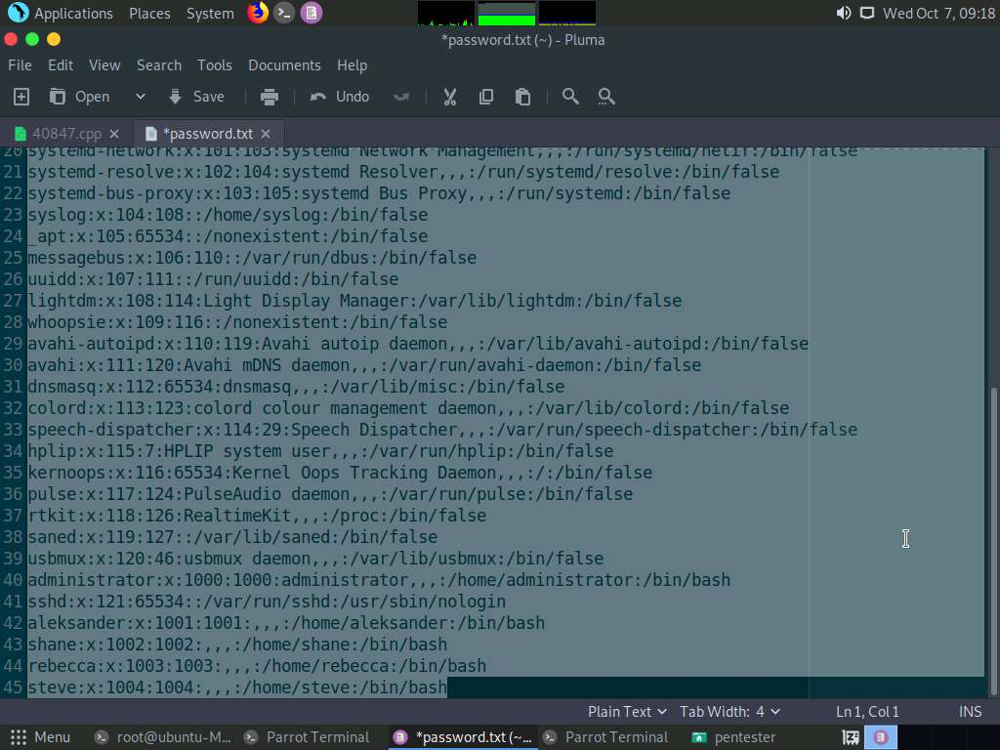 Applications Places System Wed Oct 7, 09:18
*password.txt (~) - Pluma
File Edit View Search Tools Documents Help
Open Save Undo
40847.cpp *password.txt
20 systemd-network:x:101:103:systemd Network Management,,,:/run/systemd/netif:/bin/false
21 systemd-resolve:x:102:104:systemd Resolver,,,:/run/systemd/resolve:/bin/false
22 systemd-bus-proxy:x:103:105:systemd Bus Proxy,,,:/run/systemd:/bin/false
23 syslog:x:104:108::/home/syslog:/bin/false
24 _apt:x:105:65534::/nonexistent:/bin/false
25 messagebus:x:106:110::/var/run/dbus:/bin/false
26 uuidd:x:107:111::/run/uuidd:/bin/false
27 lightdm:x:108:114:Light Display Manager:/var/lib/lightdm:/bin/false
28 whoopsie:x:109:116::/nonexistent:/bin/false
29 avahi-autoipd:x:110:119:Avahi autoip daemon,,,:/var/lib/avahi-autoipd:/bin/false
30 avahi:x:111:120:Avahi mDNS daemon,,,:/var/run/avahi-daemon:/bin/false
31 dnsmasq:x:112:65534:dnsmasq,,,:/var/lib/misc:/bin/false
32 colord:x:113:123:colord colour management daemon,,,:/var/lib/colord:/bin/false
33 speech-dispatcher:x:114:29:Speech Dispatcher,,,:/var/run/speech-dispatcher:/bin/false
34 hplip:x:115:7:HPLIP system user,,,:/var/run/hplip:/bin/false
35 kernoops:x:116:65534:Kernel Oops Tracking Daemon,,,:/:/bin/false
36 pulse:x:117:124:PulseAudio daemon,,,:/var/run/pulse:/bin/false
37 rtkit:x:118:126:RealtimeKit,,,:/proc:/bin/false
38 saned:x:119:127::/var/lib/saned:/bin/false
39 usbmux:x:120:46:usbmux daemon,,,:/var/lib/usbmux:/bin/false
40 administrator:x:1000:1000:administrator,,,:/home/administrator:/bin/bash
41 sshd:x:121:65534::/var/run/sshd:/usr/sbin/nologin
42 aleksander:x:1001:1001:,,,:/home/aleksander:/bin/bash
43 shane:x:1002:1002:,,,:/home/shane:/bin/bash
44 rebecca:x:1003:1003:,,,:/home/rebecca:/bin/bash
45 steve:x:1004:1004:,,,:/home/steve:/bin/bash
Plain Text Tab Width: 4 Ln 1, Col 1 INS
Menu root@ubuntu-M... Parrot Terminal *password.txt (~... Parrot Terminal pentester